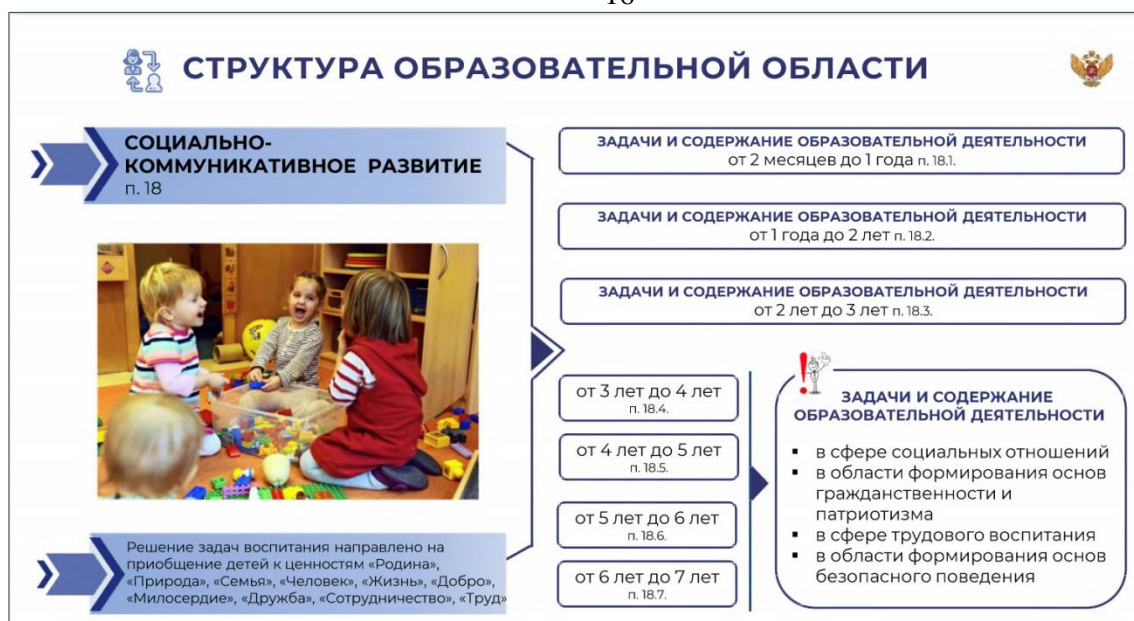 СТРУКТУРА ОБРАЗОВАТЕЛЬНОЙ ОБЛАСТИ
СОЦИАЛЬНО-
КОММУНИКАТИВНОЕ РАЗВИТИЕ
п. 18
Решение задач воспитания направлено на
приобщение детей к ценностям «Родина»,
«Природа», «Семья», «Человек», «Жизнь», «Добро»,
«Милосердие», «Дружба», «Сотрудничество», «Труд»
ЗАДАЧИ И СОДЕРЖАНИЕ ОБРАЗОВАТЕЛЬНОЙ ДЕЯТЕЛЬНОСТИ
от 2 месяцев до 1 года п. 18.1.
ЗАДАЧИ И СОДЕРЖАНИЕ ОБРАЗОВАТЕЛЬНОЙ ДЕЯТЕЛЬНОСТИ
от 1 года до 2 лет п. 18.2.
ЗАДАЧИ И СОДЕРЖАНИЕ ОБРАЗОВАТЕЛЬНОЙ ДЕЯТЕЛЬНОСТИ
от 2 лет до 3 лет п. 18.3.
от 3 лет до 4 лет
п. 18.4.
от 4 лет до 5 лет
п. 18.5.
от 5 лет до 6 лет
п. 18.6.
от 6 лет до 7 лет
п. 18.7.
ЗАДАЧИ И СОДЕРЖАНИЕ
ОБРАЗОВАТЕЛЬНОЙ ДЕЯТЕЛЬНОСТИ
▪ в сфере социальных отношений
▪ в области формирования основ
гражданственности и
патриотизма
▪ в сфере трудового воспитания
▪ в области формирования основ
безопасного поведения